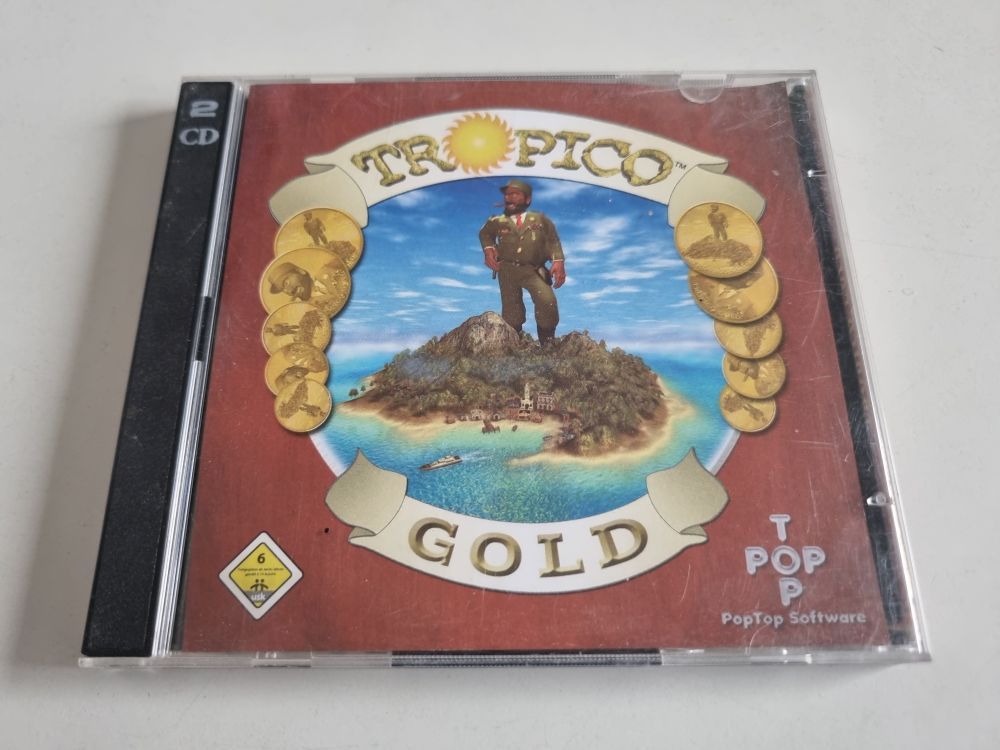 2
CD
TROPICO™
GOLD
6
usk
T
POP
P
PopTop Software